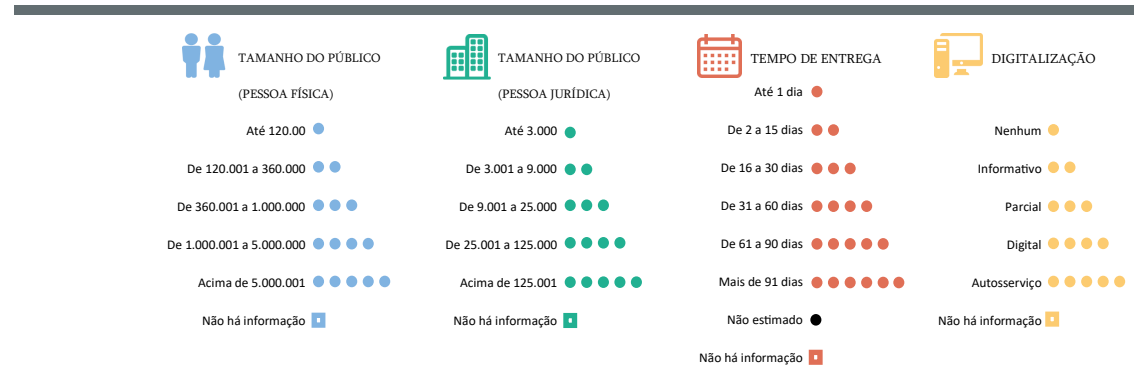 TAMANHO DO PÚBLICO
(PESSOA FÍSICA)
Até 120.00
De 120.001 a 360.000
De 360.001 a 1.000.000
De 1.000.001 a 5.000.000
Acima de 5.000.001
Não há informação
TAMANHO DO PÚBLICO
(PESSOA JURÍDICA)
Até 3.000
De 3.001 a 9.000
De 9.001 a 25.000
De 25.001 a 125.000
Acima de 125.001
Não há informação
TEMPO DE ENTREGA
Até 1 dia
De 2 a 15 dias
De 16 a 30 dias
De 31 a 60 dias
De 61 a 90 dias
Mais de 91 dias
Não estimado
Não há informação
DIGITALIZAÇÃO
Nenhum
Informativo
Parcial
Digital
Autosserviço
Não há informação